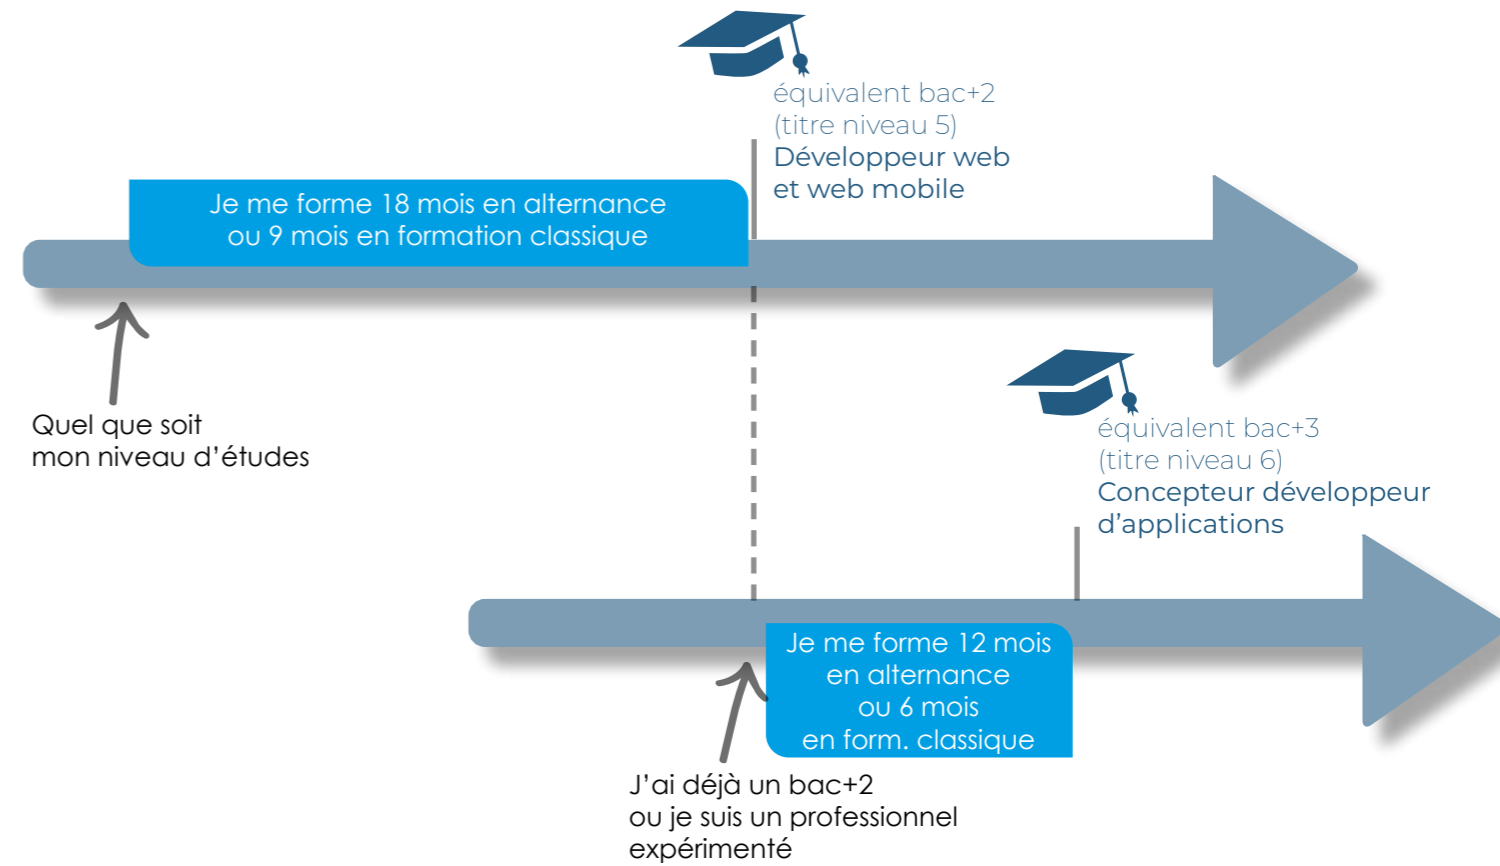 équivalent bac+2
(titre niveau 5)
Développeur web
et web mobile
Je me forme 18 mois en alternance
ou 9 mois en formation classique
Quel que soit
mon niveau d’études
équivalent bac+3
(titre niveau 6)
Concepteur développeur
d’applications
Je me forme 12 mois
en alternance
ou 6 mois
en form. classique
J’ai déjà un bac+2
ou je suis un professionnel
expérimenté